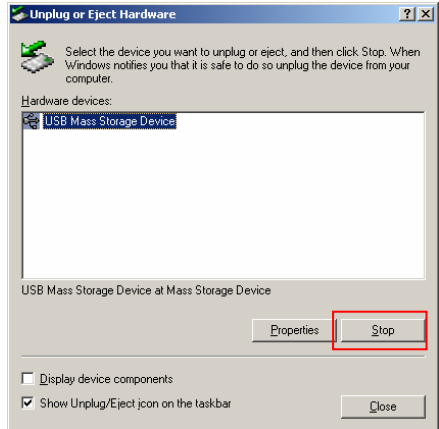 Unplug or Eject Hardware
Select the device you want to unplug or eject, and then click Stop. When
Windows notifies you that it is safe to do so unplug the device from your
computer.
Hardware devices:
USB Mass Storage Device
USB Mass Storage Device at Mass Storage Device
Properties
Stop
Display device components
Show Unplug/Eject icon on the taskbar
Close